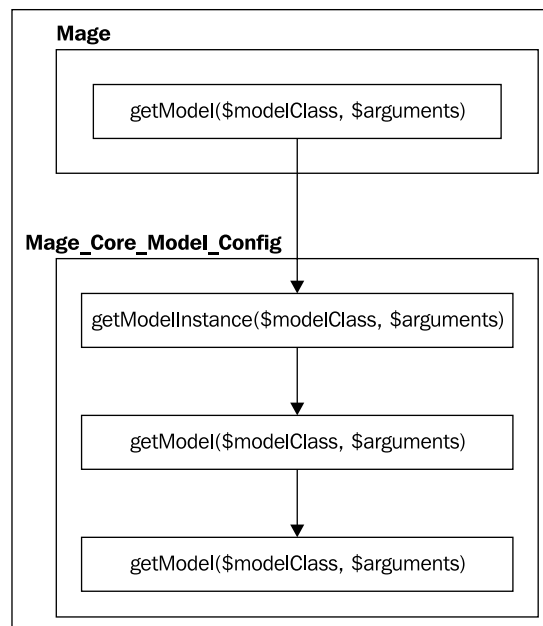 Mage
getModel($modelClass, $arguments)
Mage_Core_Model_Config
getModelInstance($modelClass, $arguments)
getModel($modelClass, $arguments)
getModel($modelClass, $arguments)